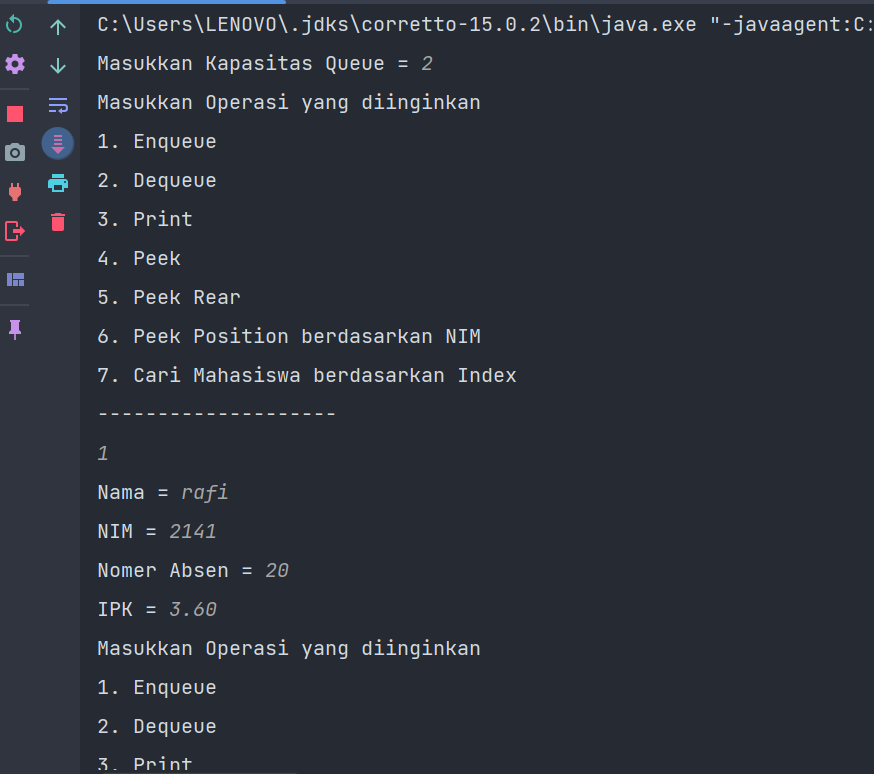 C:\Users\LENOVO\.jdks\corretto-15.0.2\bin\java.exe "-javaagent:C:
Masukkan Kapasitas Queue = 2
Masukkan Operasi yang diinginkan
1. Enqueue
2. Dequeue
3. Print
4. Peek
5. Peek Rear
6. Peek Position berdasarkan NIM
7. Cari Mahasiswa berdasarkan Index
--------------------
1
Nama = rafi
NIM = 2141
Nomer Absen = 20
IPK = 3.60
Masukkan Operasi yang diinginkan
1. Enqueue
2. Dequeue
3. Print